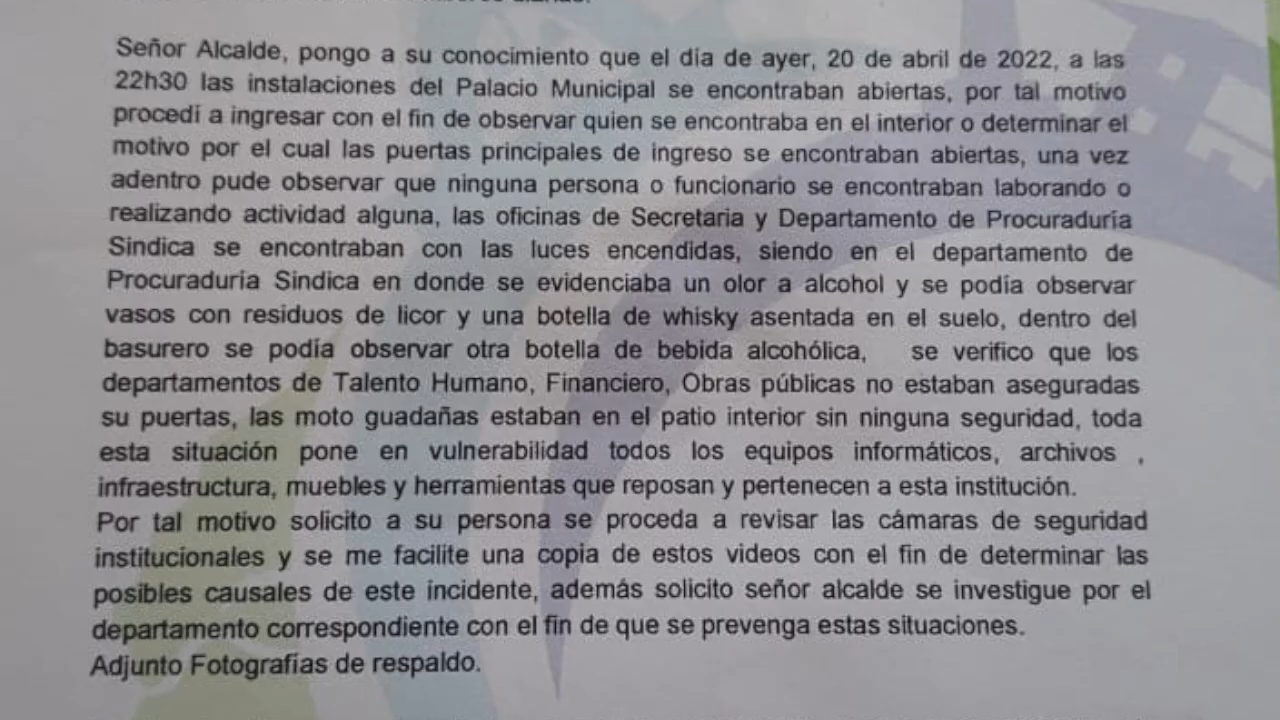 Señor Alcalde, pongo a su conocimiento que el día de ayer, 20 de abril de 2022, a las
22h30 las instalaciones del Palacio Municipal se encontraban abiertas, por tal motivo
procedí a ingresar con el fin de observar quien se encontraba en el interior o determinar el
motivo por el cual las puertas principales de ingreso se encontraban abiertas, una vez
adentro pude observar que ninguna persona o funcionario se encontraban laborando o
realizando actividad alguna, las oficinas de Secretaria y Departamento de Procuraduría
Sindica se encontraban con las luces encendidas, siendo en el departamento de
Procuraduría Sindica en donde se evidenciaba un olor a alcohol y se podía observar
vasos con residuos de licor y una botella de whisky asentada en el suelo, dentro del
basurero se podía observar otra botella de bebida alcohólica, se verifico que los
departamentos de Talento Humano, Financiero, Obras públicas no estaban aseguradas
su puertas, las moto guadañas estaban en el patio interior sin ninguna seguridad, toda
esta situación pone en vulnerabilidad todos los equipos informáticos, archivos ,
infraestructura, muebles y herramientas que reposan y pertenecen a esta institución.
Por tal motivo solicito a su persona se proceda a revisar las cámaras de seguridad
institucionales y se me facilite una copia de estos videos con el fin de determinar las
posibles causales de este incidente, además solicito señor alcalde se investigue por el
departamento correspondiente con el fin de que se prevenga estas situaciones.
Adjunto Fotografías de respaldo.